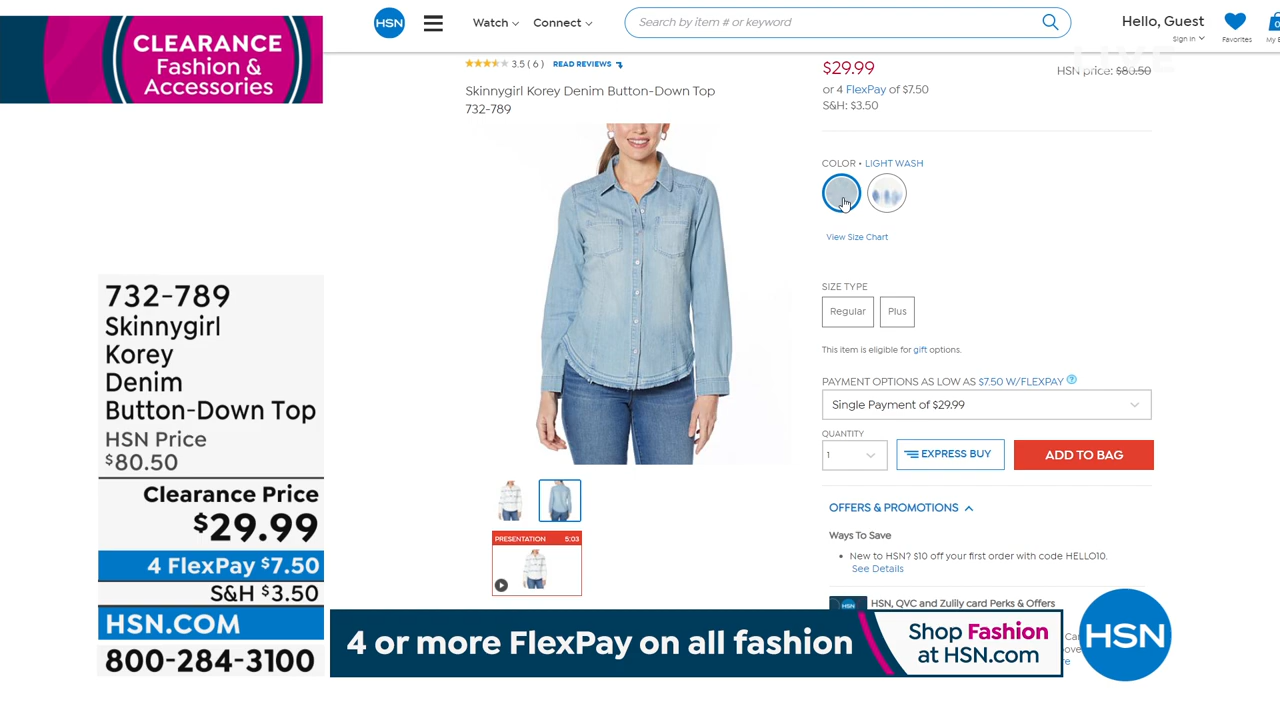 CLEARANCE
Fashion &
Accessories
HSN
Watch
Connect
Search by item # or keyword
Hello, Guest
Sign In
Favorites
0
LIVE
3.5 ( 6 )
READ REVIEWS
Skinnygirl Korey Denim Button-Down Top
732-789
$29.99
HSN price: $80.50
or 4 FlexPay of $7.50
S&H: $3.50
COLOR • LIGHT WASH
View Size Chart
SIZE TYPE
Regular
Plus
This item is eligible for gift options.
PAYMENT OPTIONS AS LOW AS $7.50 W/FLEXPAY ?
Single Payment of $29.99
QUANTITY
1
EXPRESS BUY
ADD TO BAG
OFFERS & PROMOTIONS
Ways To Save
• New to HSN? $10 off your first order with code HELLO10.
See Details
HSN, QVC and Zulily card Perks & Offers
PRESENTATION 5:03
732-789
Skinnygirl
Korey
Denim
Button-Down Top
HSN Price
$80.50
Clearance Price
$29.99
4 FlexPay $7.50
S&H $3.50
HSN.COM
800-284-3100
4 or more FlexPay on all fashion
Shop Fashion
at HSN.com
HSN